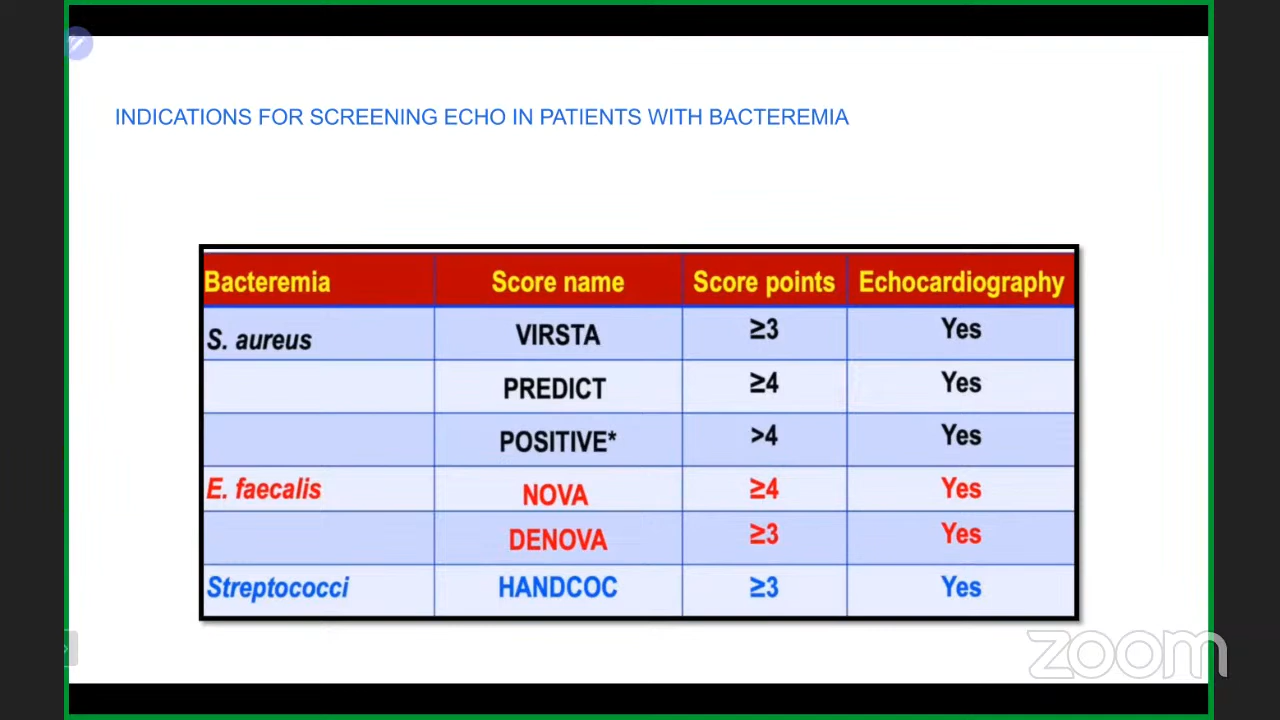 INDICATIONS FOR SCREENING ECHO IN PATIENTS WITH BACTEREMIA
Bacteremia Score name Score points Echocardiography
S. aureus VIRSTA ≥3 Yes
PREDICT ≥4 Yes
POSITIVE* >4 Yes
E. faecalis NOVA ≥4 Yes
DENOVA ≥3 Yes
Streptococci HANDCOC ≥3 Yes
zoom